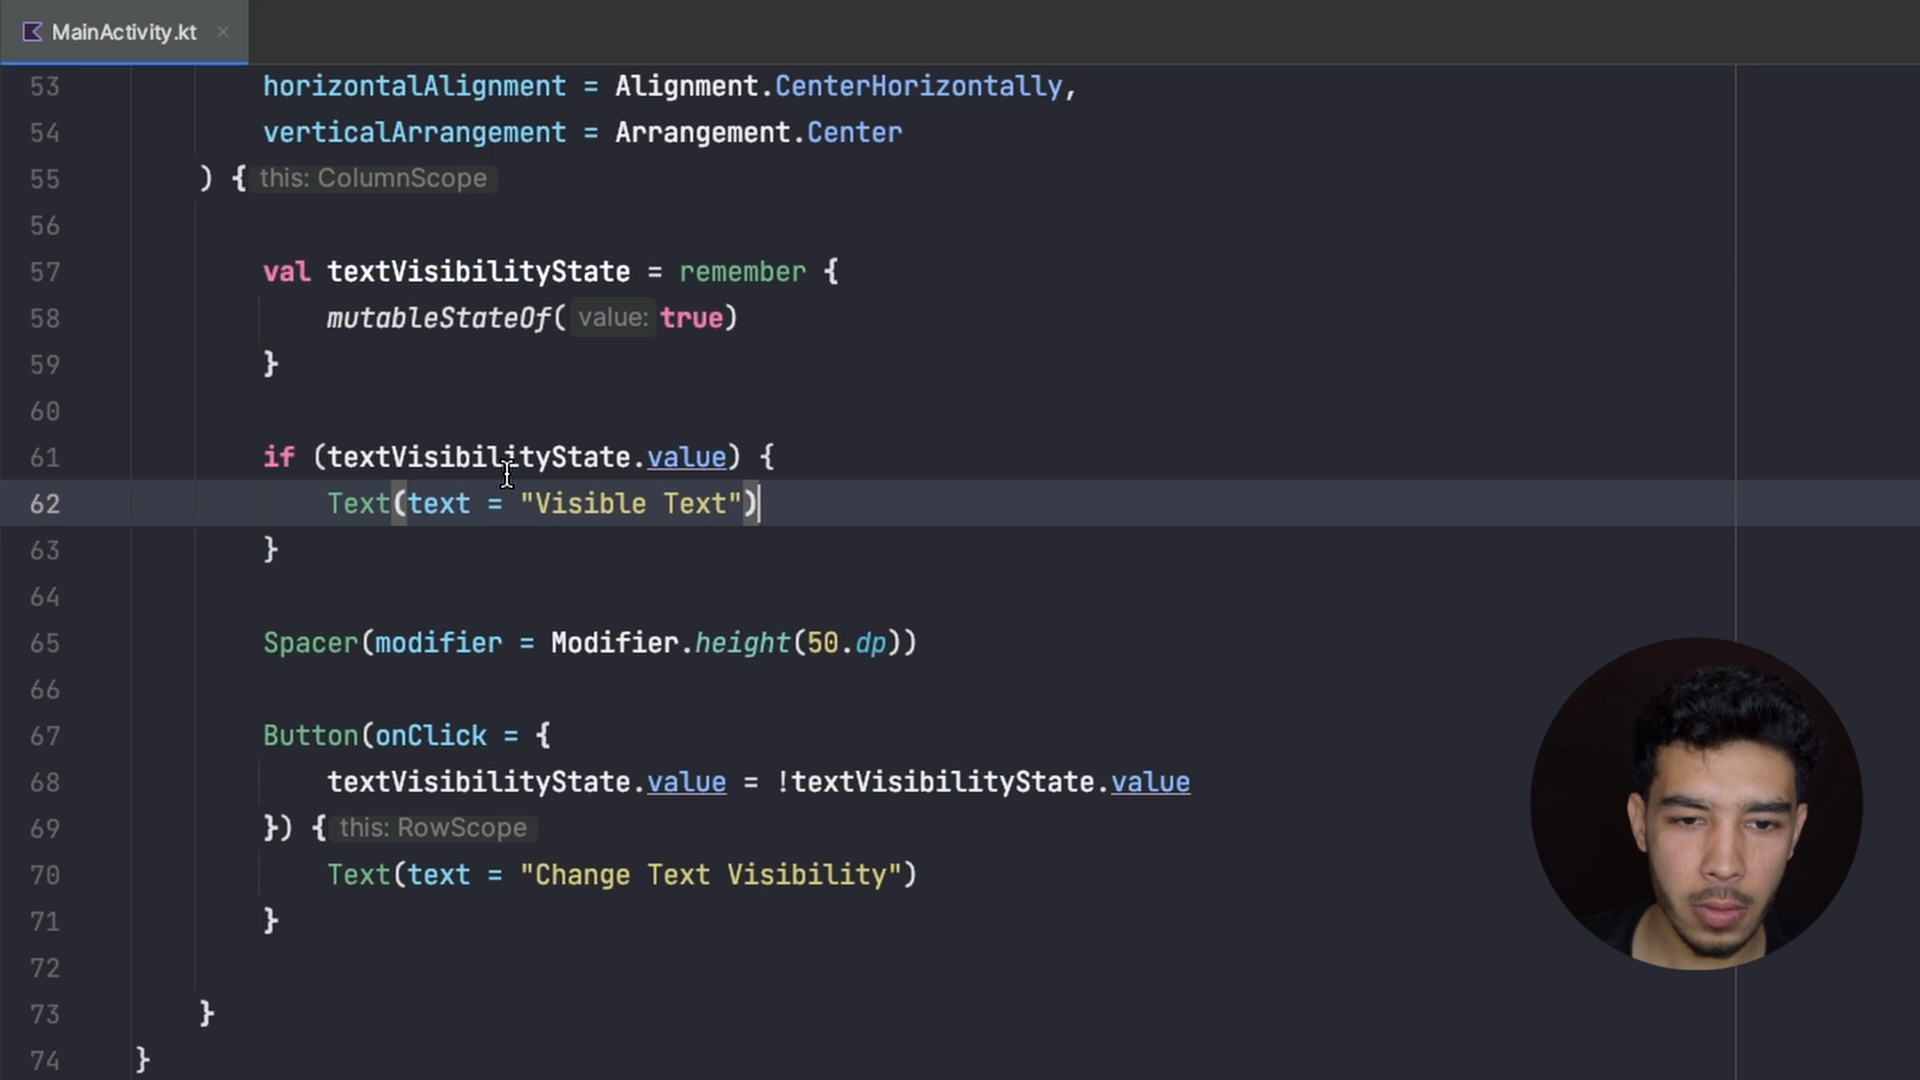 MainActivity.kt
53 horizontalAlignment = Alignment.CenterHorizontally,
54 verticalArrangement = Arrangement.Center
55 ) { this: ColumnScope
56
57 val textVisibilityState = remember {
58 mutableStateOf( value: true)
59 }
60
61 if (textVisibilityState.value) {
62 Text(text = "Visible Text")
63 }
64
65 Spacer(modifier = Modifier.height(50.dp))
66
67 Button(onClick = {
68 textVisibilityState.value = !textVisibilityState.value
69 }) { this: RowScope
70 Text(text = "Change Text Visibility")
71 }
72
73 }
74 }